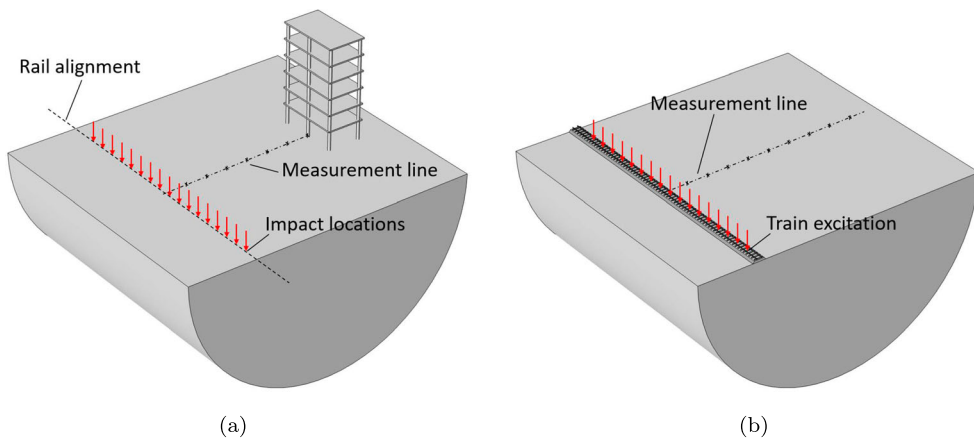 Rail alignment
Measurement line
Impact locations
(a)
Measurement line
Train excitation
(b)